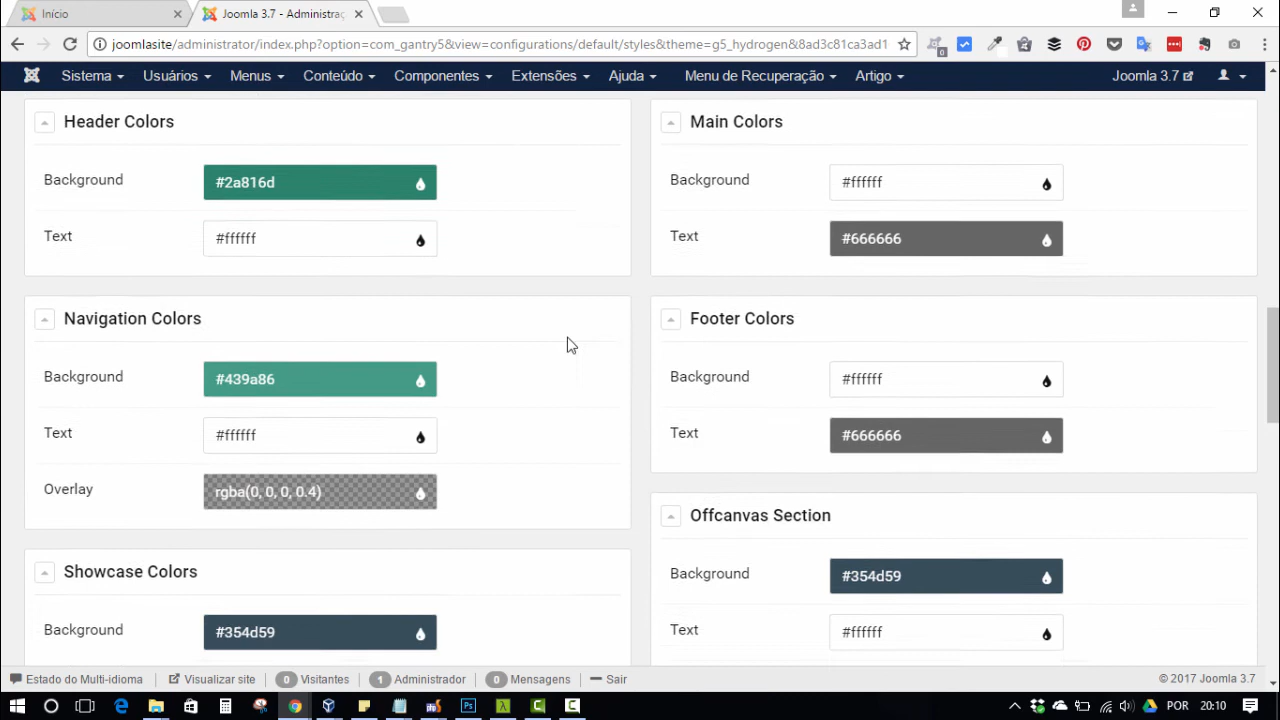 Início
Joomla 3.7 - Administraç
joomlasite/administrator/index.php?option=com_gantry5&view=configurations/default/styles&theme=g5_hydrogen&8ad3c81ca3ad1
0
Sistema Usuários Menus Conteúdo Componentes Extensões Ajuda Menu de Recuperação Artigo Joomla 3.7
Header Colors
Background #2a816d
Text #ffffff
Navigation Colors
Background #439a86
Text #ffffff
Overlay rgba(0, 0, 0, 0.4)
Showcase Colors
Background #354d59
Main Colors
Background #ffffff
Text #666666
Footer Colors
Background #ffffff
Text #666666
Offcanvas Section
Background #354d59
Text #ffffff
Estado do Multi-idioma Visualizar site 0 Visitantes 1 Administrador 0 Mensagens Sair © 2017 Joomla 3.7
POR 20:10